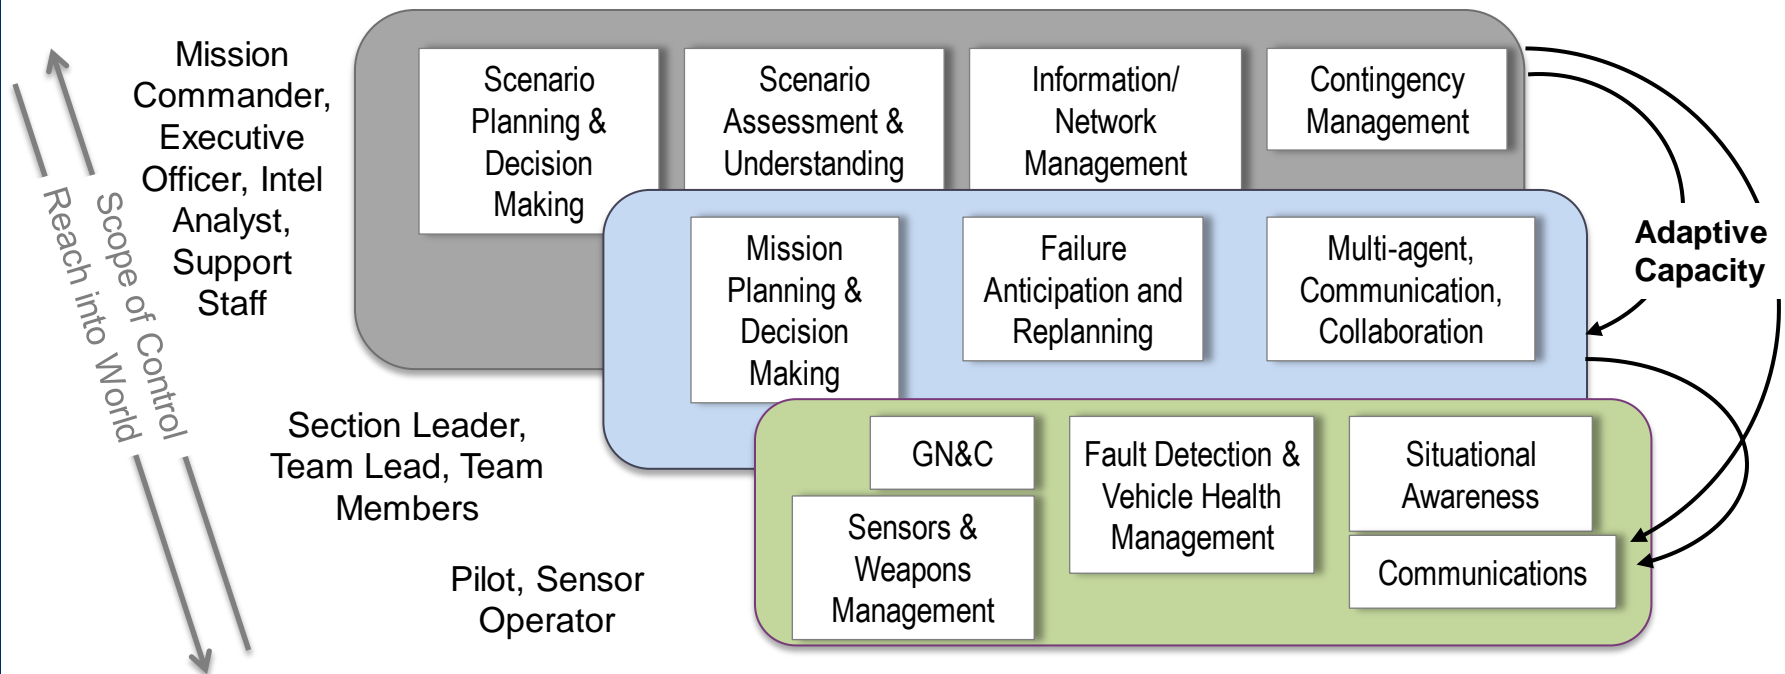 Mission
Commander,
Executive
Officer, Intel
Analyst,
Support
Staff
Scope of Control
Reach into World
Scenario
Planning &
Decision
Making
Scenario
Assessment &
Understanding
Information/
Network
Management
Contingency
Management
Adaptive
Capacity
Mission
Planning &
Decision
Making
Failure
Anticipation and
Replanning
Multi-agent,
Communication,
Collaboration
Section Leader,
Team Lead, Team
Members
GN&C
Fault Detection &
Vehicle Health
Management
Situational
Awareness
Sensors &
Weapons
Management
Communications
Pilot, Sensor
Operator